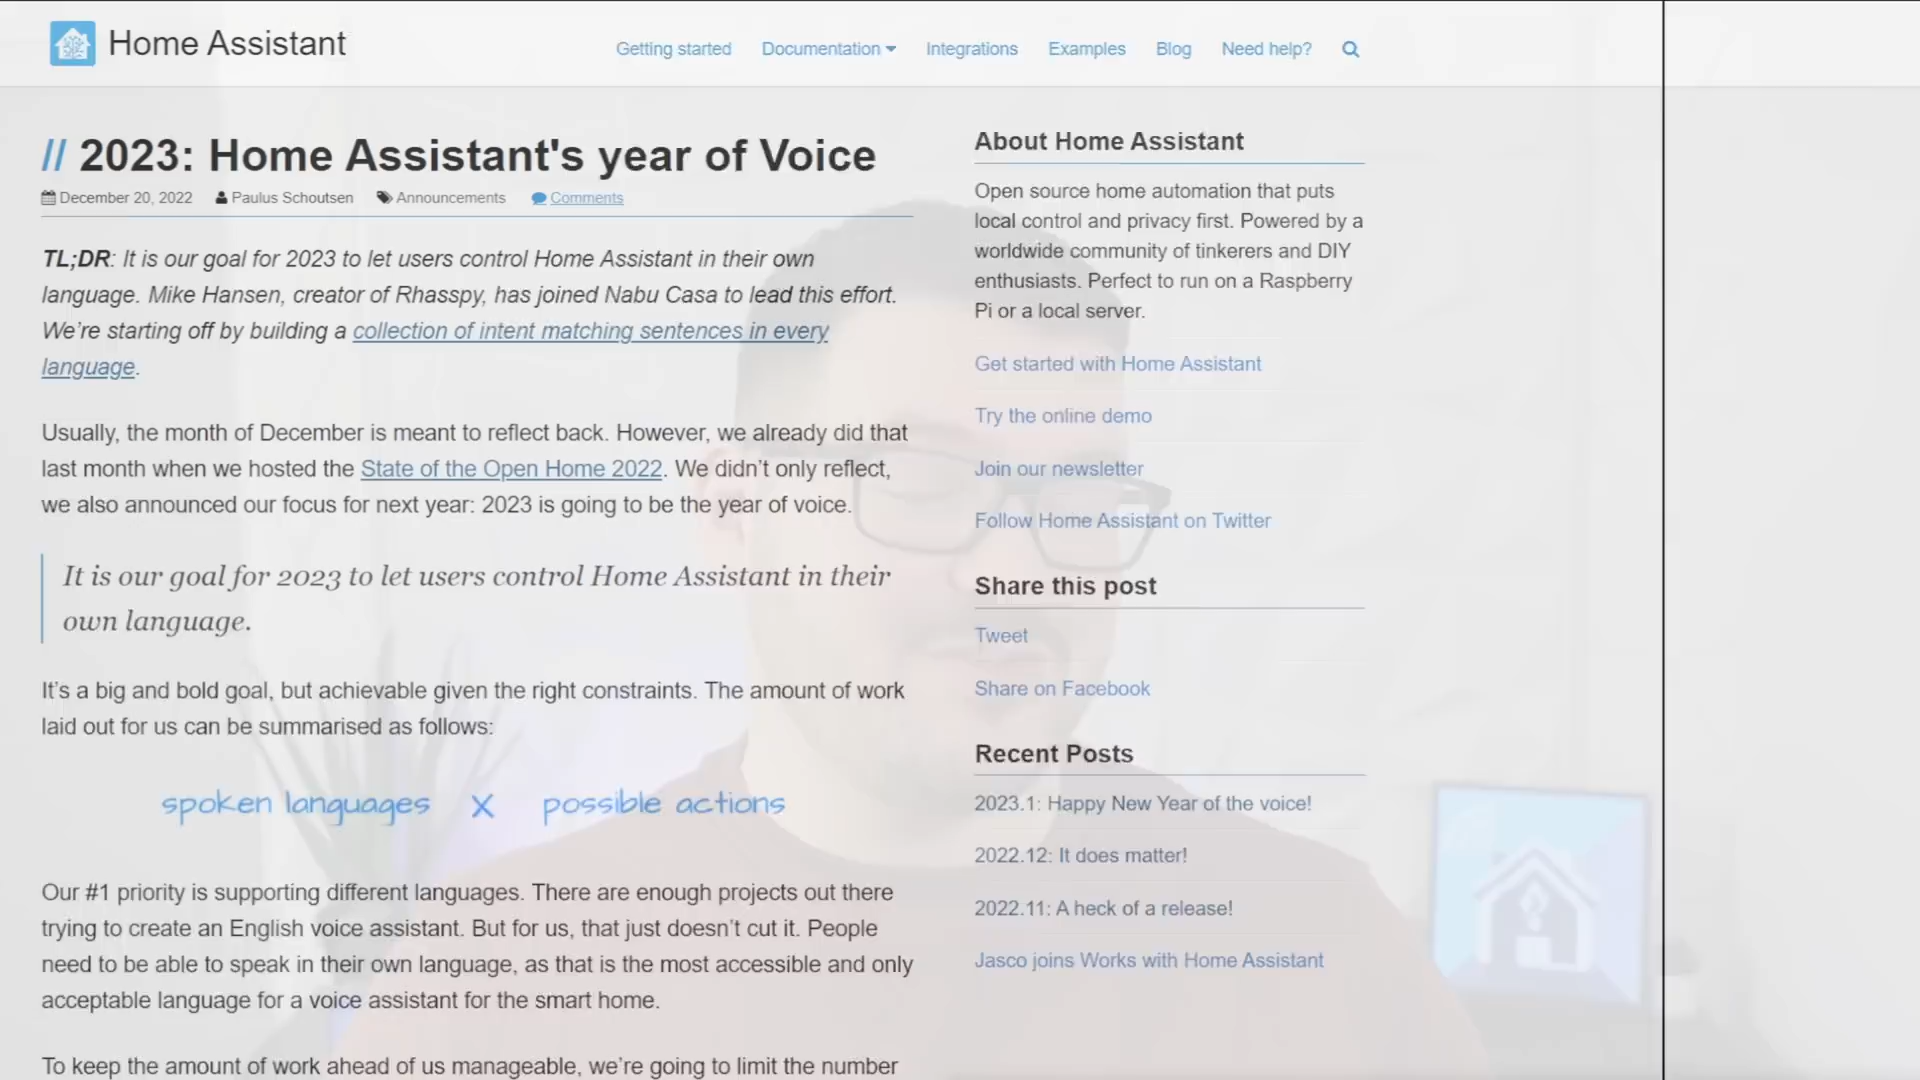 Home Assistant
Getting started Documentation Integrations Examples Blog Need help?
// 2023: Home Assistant's year of Voice
December 20, 2022 Paulus Schoutsen Announcements Comments
TL;DR: It is our goal for 2023 to let users control Home Assistant in their own
language. Mike Hansen, creator of Rhasspy, has joined Nabu Casa to lead this effort.
We're starting off by building a collection of intent matching sentences in every
language.
Usually, the month of December is meant to reflect back. However, we already did that
last month when we hosted the State of the Open Home 2022. We didn't only reflect,
we also announced our focus for next year: 2023 is going to be the year of voice.
It is our goal for 2023 to let users control Home Assistant in their
own language.
It's a big and bold goal, but achievable given the right constraints. The amount of work
laid out for us can be summarised as follows:
spoken languages X possible actions
Our #1 priority is supporting different languages. There are enough projects out there
trying to create an English voice assistant. But for us, that just doesn't cut it. People
need to be able to speak in their own language, as that is the most accessible and only
acceptable language for a voice assistant for the smart home.
To keep the amount of work ahead of us manageable, we're going to limit the number
About Home Assistant
Open source home automation that puts
local control and privacy first. Powered by a
worldwide community of tinkerers and DIY
enthusiasts. Perfect to run on a Raspberry
Pi or a local server.
Get started with Home Assistant
Try the online demo
Join our newsletter
Follow Home Assistant on Twitter
Share this post
Tweet
Share on Facebook
Recent Posts
2023.1: Happy New Year of the voice!
2022.12: It does matter!
2022.11: A heck of a release!
Jasco joins Works with Home Assistant